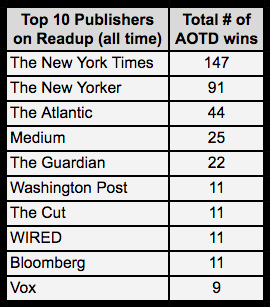 Top 10 Publishers Total # of
on Readup (all time) AOTD wins
The New York Times 147
The New Yorker 91
The Atlantic 44
Medium 25
The Guardian 22
Washington Post 11
The Cut 11
WIRED 11
Bloomberg 11
Vox 9